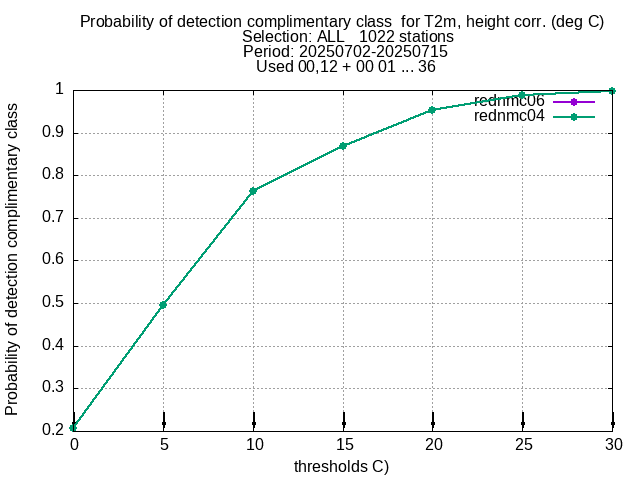 Probability of detection complimentary class  for T2m, height corr. (deg C)
Selection: ALL   1022 stations
Period: 20250702-20250715
Used 00,12 + 00 01 ... 36
rednmc06
rednmc04
Probability of detection complimentary class
1
0.9
0.8
0.7
0.6
0.5
0.4
0.3
0.2
0 5 10 15 20 25 30
thresholds C)